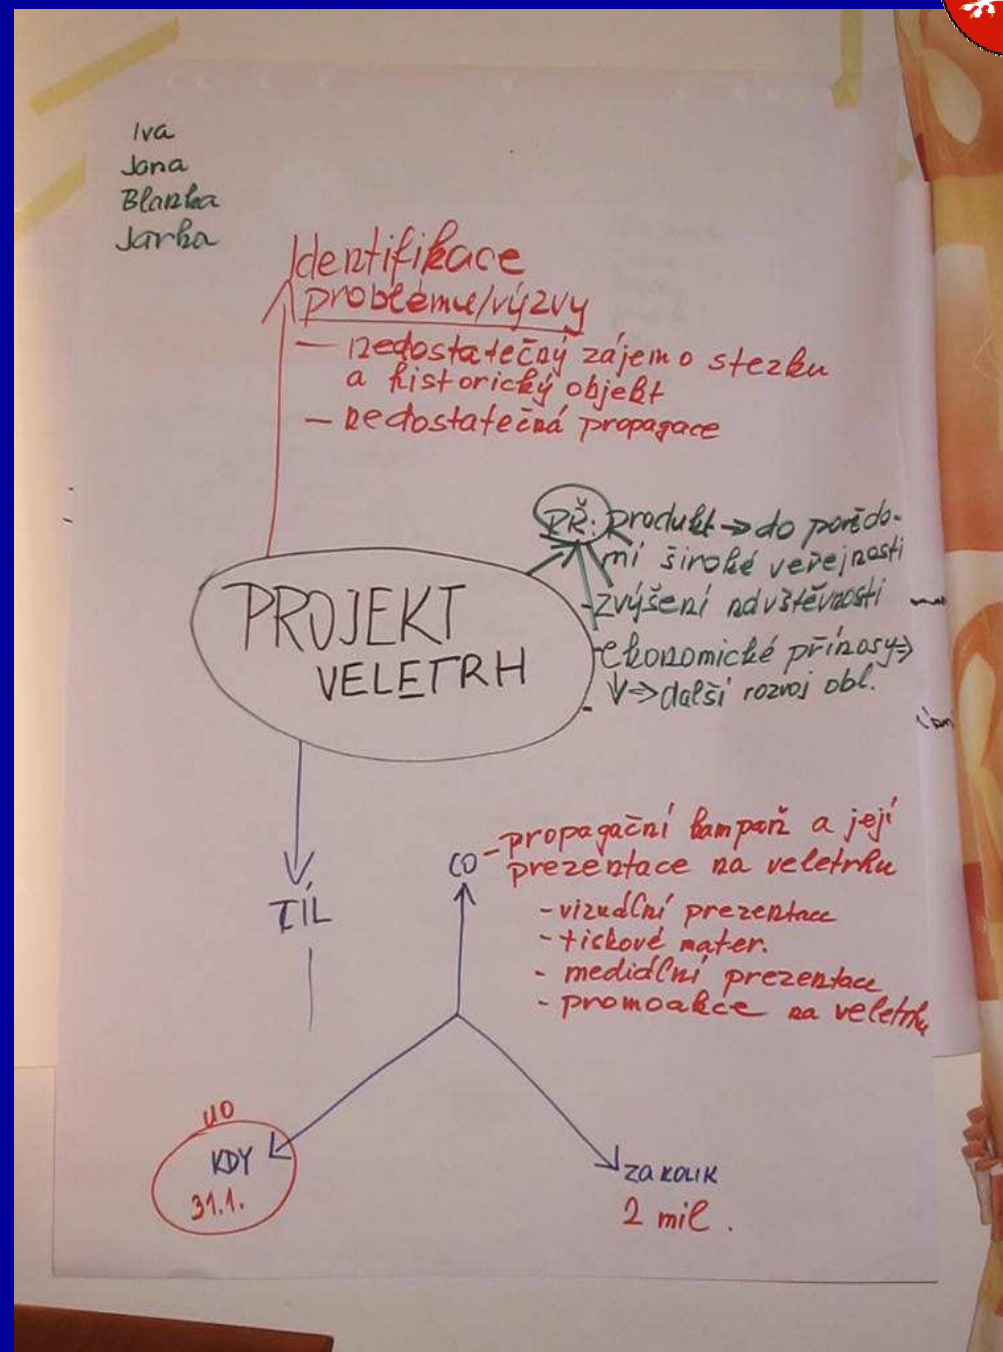 Iva
Jana
Blanka
Jarka
Identifikace
problému/výzvy
— nedostatečný zájem o stezku
a historický objekt
— nedostatečná propagace
PŘ: produkt → do povědo-
mí široké veřejnosti
- zvýšení návštěvnosti
- ekonomické přínosy ⇒
↓ ⇒ další rozvoj obl.
PROJEKT
VELETRH
CÍL
CO - propagační kampaň a její
prezentace na veletrhu
- vizuální prezentace
- tiskové mater.
- mediální prezentace
- promoakce na veletrhu
KDY
31.1.
ZA KOLIK
2 mil.